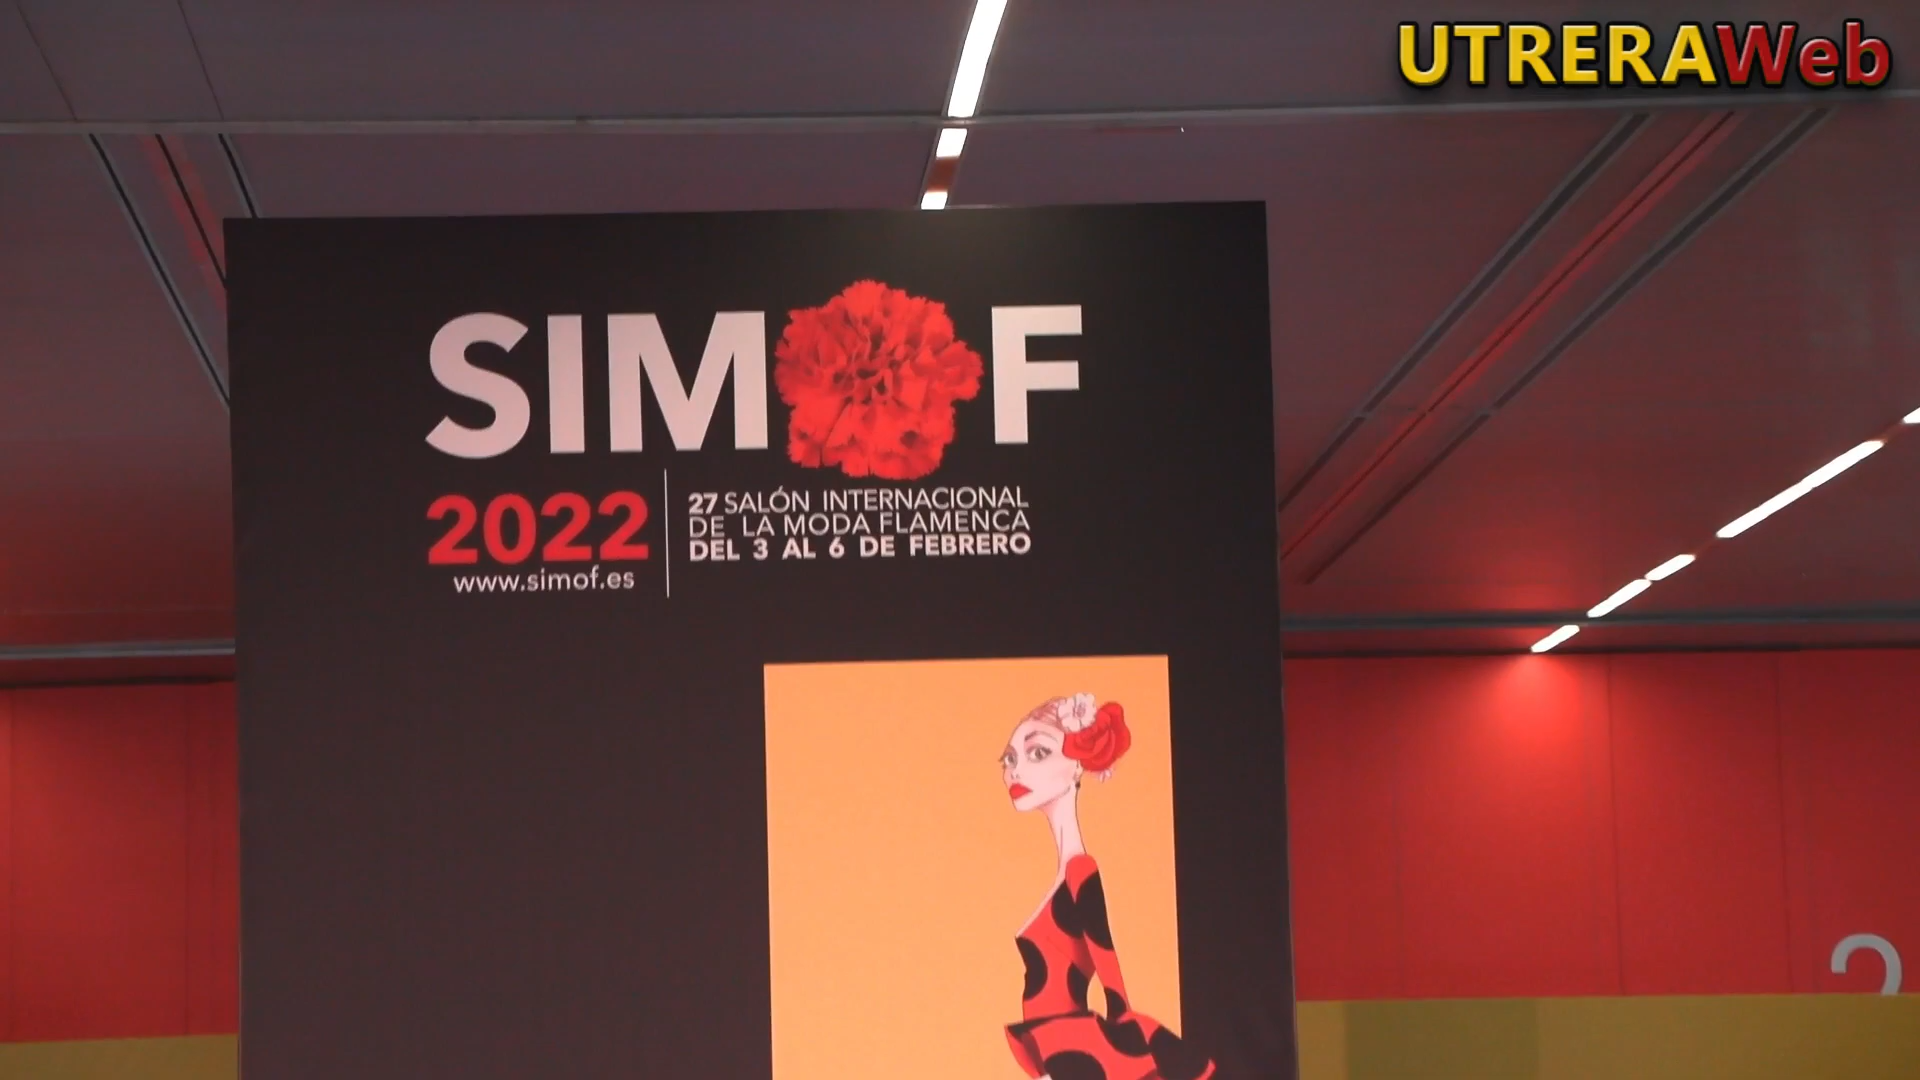 UTRERAWeb
SIMOF
2022
www.simof.es
27 SALÓN INTERNACIONAL
DE LA MODA FLAMENCA
DEL 3 AL 6 DE FEBRERO
2